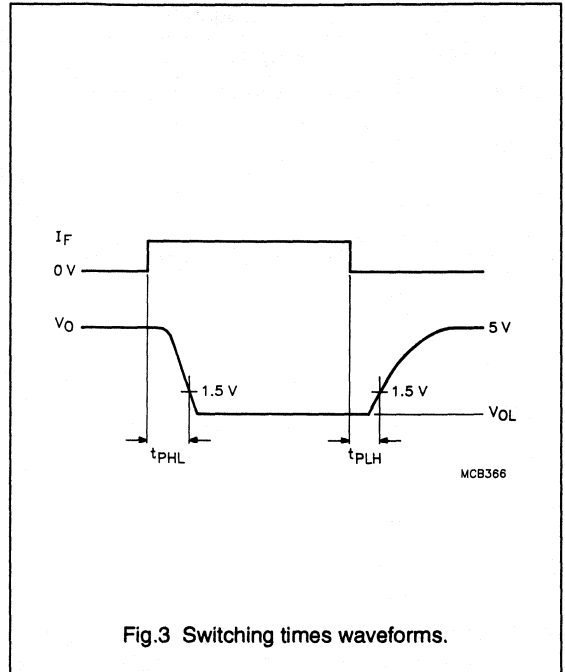 IF
0 V
VO
5 V
1.5 V
1.5 V
VOL
tPHL
tPLH
MCB366
Fig.3 Switching times waveforms.